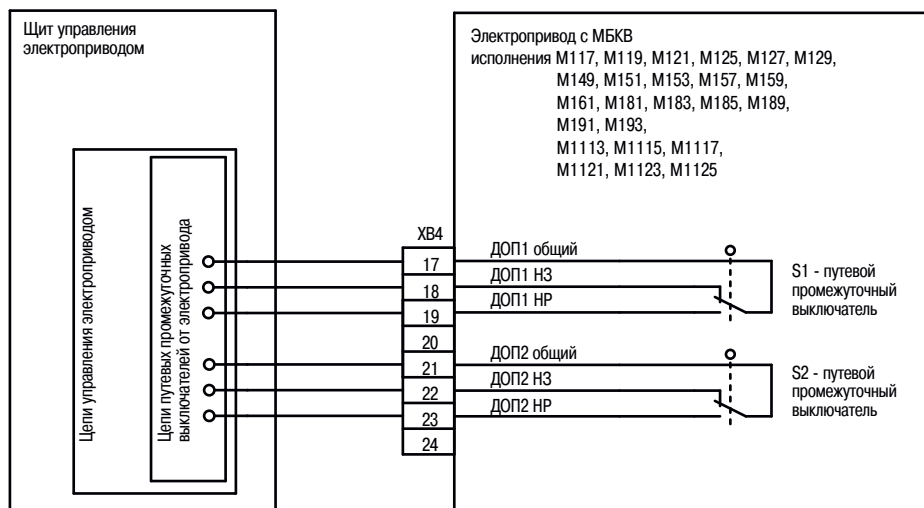 Щит управления
электроприводом
Электропривод с МБКВ
исполнения М117, М119, М121, М125, М127, М129,
М149, М151, М153, М157, М159,
М161, М181, М183, М185, М189,
М191, М193,
М1113, М1115, М1117,
М1121, М1123, М1125
Цепи управления электроприводом
Цепи путевых промежуточных
выключателей от электропривода
ХВ4
17
18
19
20
21
22
23
24
ДОП1 общий
ДОП1 НЗ
ДОП1 НР
ДОП2 общий
ДОП2 НЗ
ДОП2 НР
S1 - путевой
промежуточный
выключатель
S2 - путевой
промежуточный
выключатель